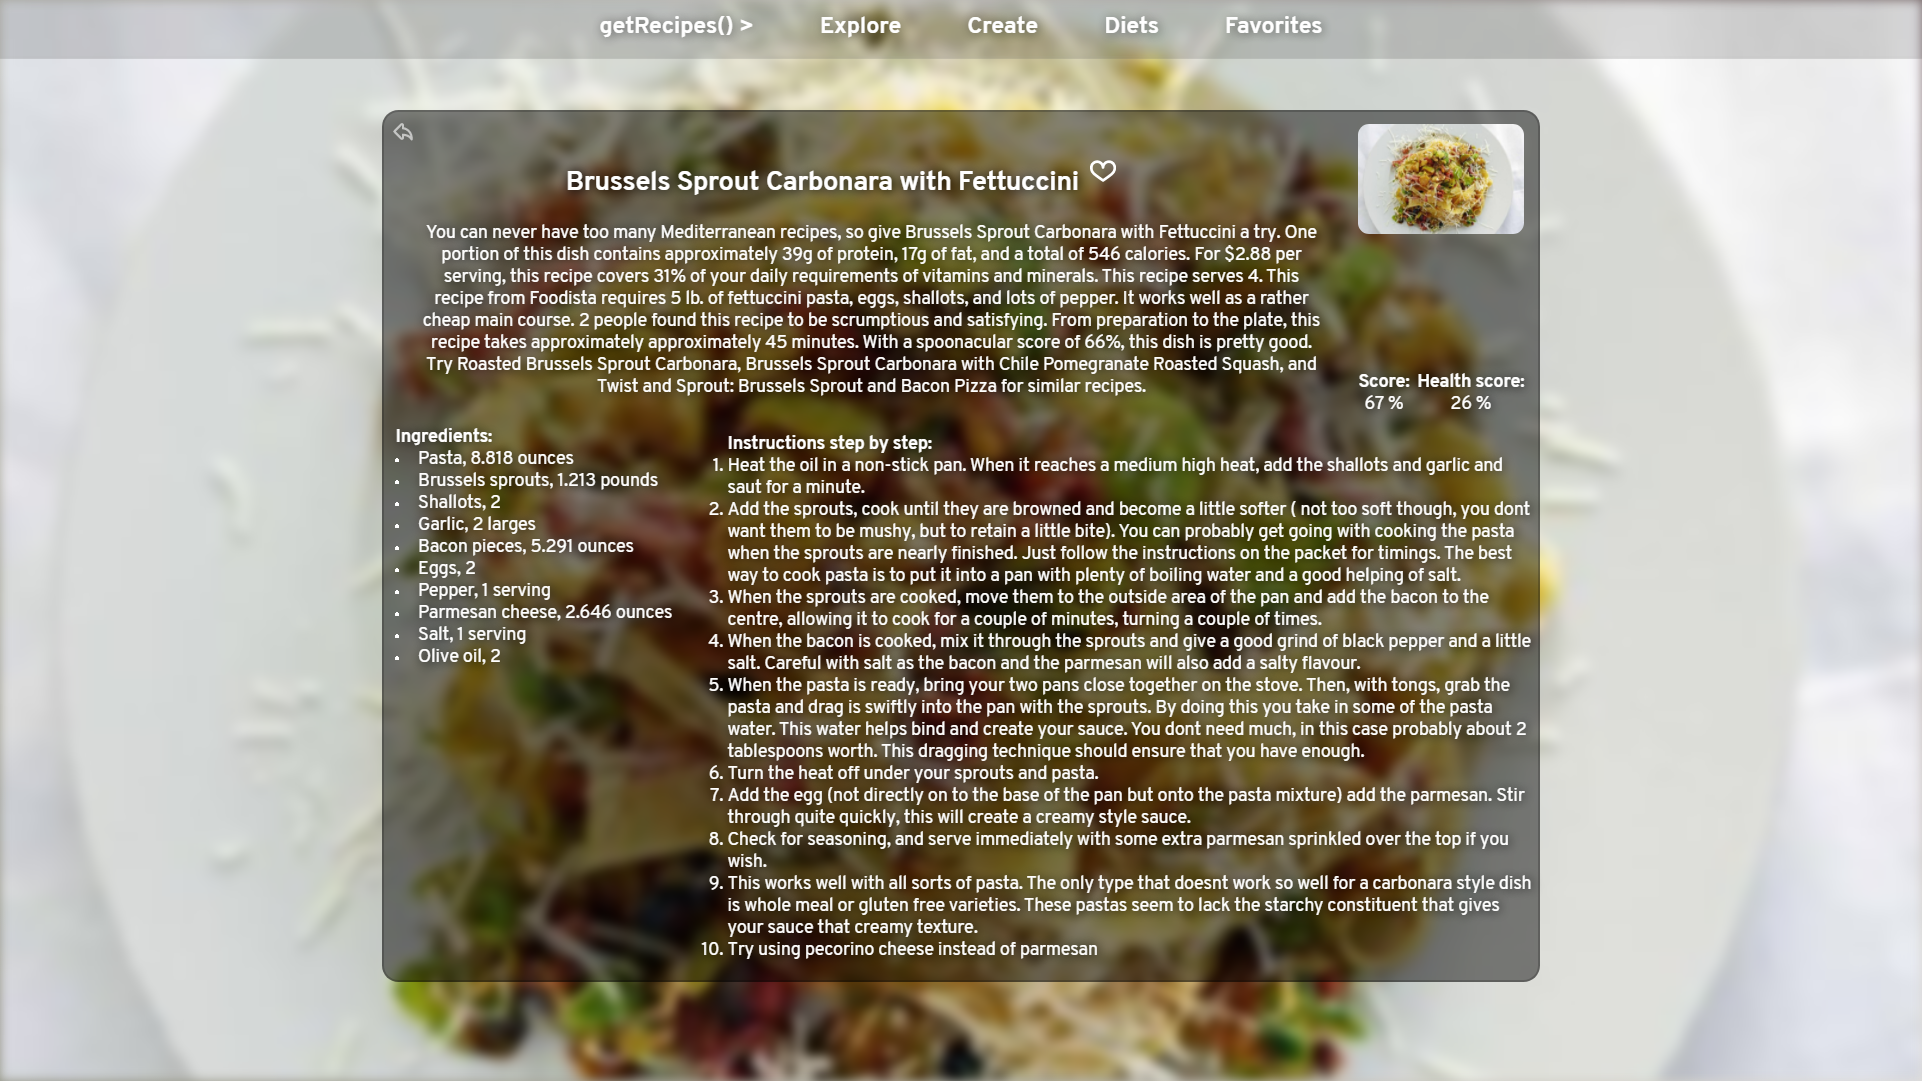 getRecipes() > Explore Create Diets Favorites
Brussels Sprout Carbonara with Fettuccini
You can never have too many Mediterranean recipes, so give Brussels Sprout Carbonara with Fettuccini a try. One
portion of this dish contains approximately 39g of protein, 17g of fat, and a total of 546 calories. For $2.88 per
serving, this recipe covers 31% of your daily requirements of vitamins and minerals. This recipe serves 4. This
recipe from Foodista requires 5 lb. of fettuccini pasta, eggs, shallots, and lots of pepper. It works well as a rather
cheap main course. 2 people found this recipe to be scrumptious and satisfying. From preparation to the plate, this
recipe takes approximately approximately 45 minutes. With a spoonacular score of 66%, this dish is pretty good.
Try Roasted Brussels Sprout Carbonara, Brussels Sprout Carbonara with Chile Pomegranate Roasted Squash, and
Twist and Sprout: Brussels Sprout and Bacon Pizza for similar recipes.
Score: Health score:
67 % 26 %
Ingredients:
• Pasta, 8.818 ounces
• Brussels sprouts, 1.213 pounds
• Shallots, 2
• Garlic, 2 larges
• Bacon pieces, 5.291 ounces
• Eggs, 2
• Pepper, 1 serving
• Parmesan cheese, 2.646 ounces
• Salt, 1 serving
• Olive oil, 2
Instructions step by step:
1. Heat the oil in a non-stick pan. When it reaches a medium high heat, add the shallots and garlic and
saut for a minute.
2. Add the sprouts, cook until they are browned and become a little softer ( not too soft though, you dont
want them to be mushy, but to retain a little bite). You can probably get going with cooking the pasta
when the sprouts are nearly finished. Just follow the instructions on the packet for timings. The best
way to cook pasta is to put it into a pan with plenty of boiling water and a good helping of salt.
3. When the sprouts are cooked, move them to the outside area of the pan and add the bacon to the
centre, allowing it to cook for a couple of minutes, turning a couple of times.
4. When the bacon is cooked, mix it through the sprouts and give a good grind of black pepper and a little
salt. Careful with salt as the bacon and the parmesan will also add a salty flavour.
5. When the pasta is ready, bring your two pans close together on the stove. Then, with tongs, grab the
pasta and drag is swiftly into the pan with the sprouts. By doing this you take in some of the pasta
water. This water helps bind and create your sauce. You dont need much, in this case probably about 2
tablespoons worth. This dragging technique should ensure that you have enough.
6. Turn the heat off under your sprouts and pasta.
7. Add the egg (not directly on to the base of the pan but onto the pasta mixture) add the parmesan. Stir
through quite quickly, this will create a creamy style sauce.
8. Check for seasoning, and serve immediately with some extra parmesan sprinkled over the top if you
wish.
9. This works well with all sorts of pasta. The only type that doesnt work so well for a carbonara style dish
is whole meal or gluten free varieties. These pastas seem to lack the starchy constituent that gives
your sauce that creamy texture.
10. Try using pecorino cheese instead of parmesan